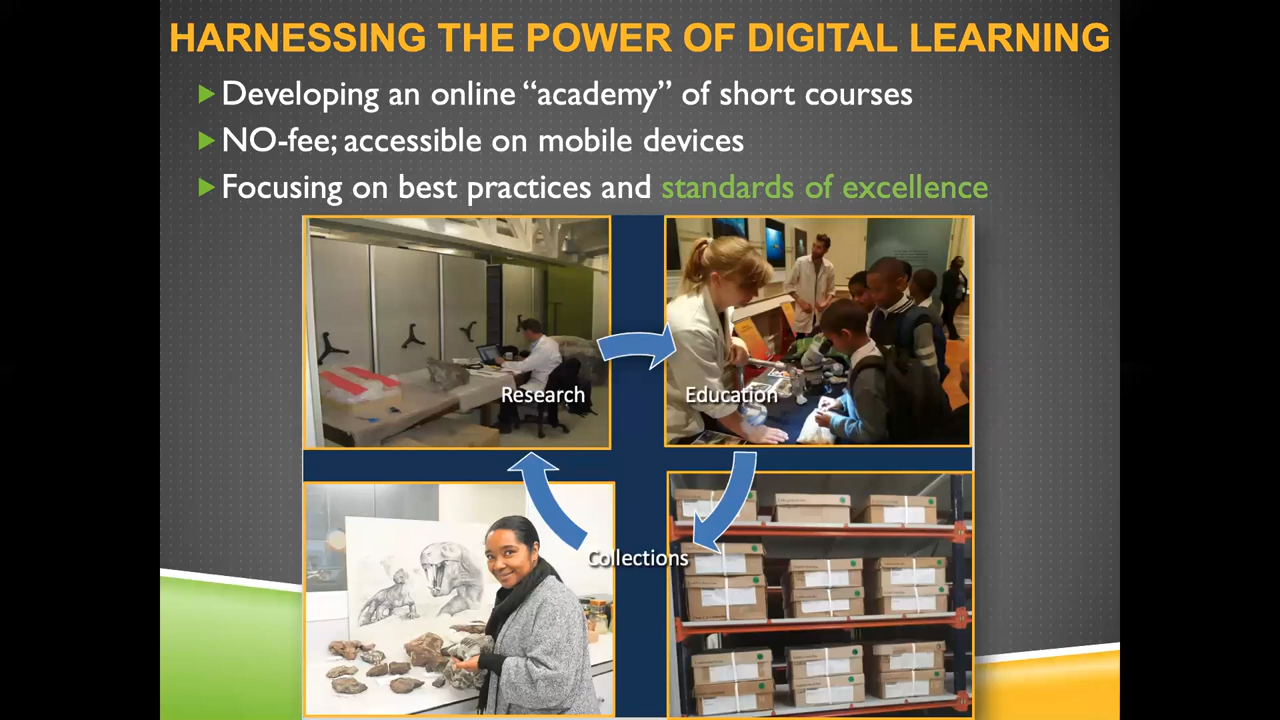 HARNESSING THE POWER OF DIGITAL LEARNING
Developing an online “academy” of short courses
NO-fee; accessible on mobile devices
Focusing on best practices and standards of excellence
Research
Education
Collections